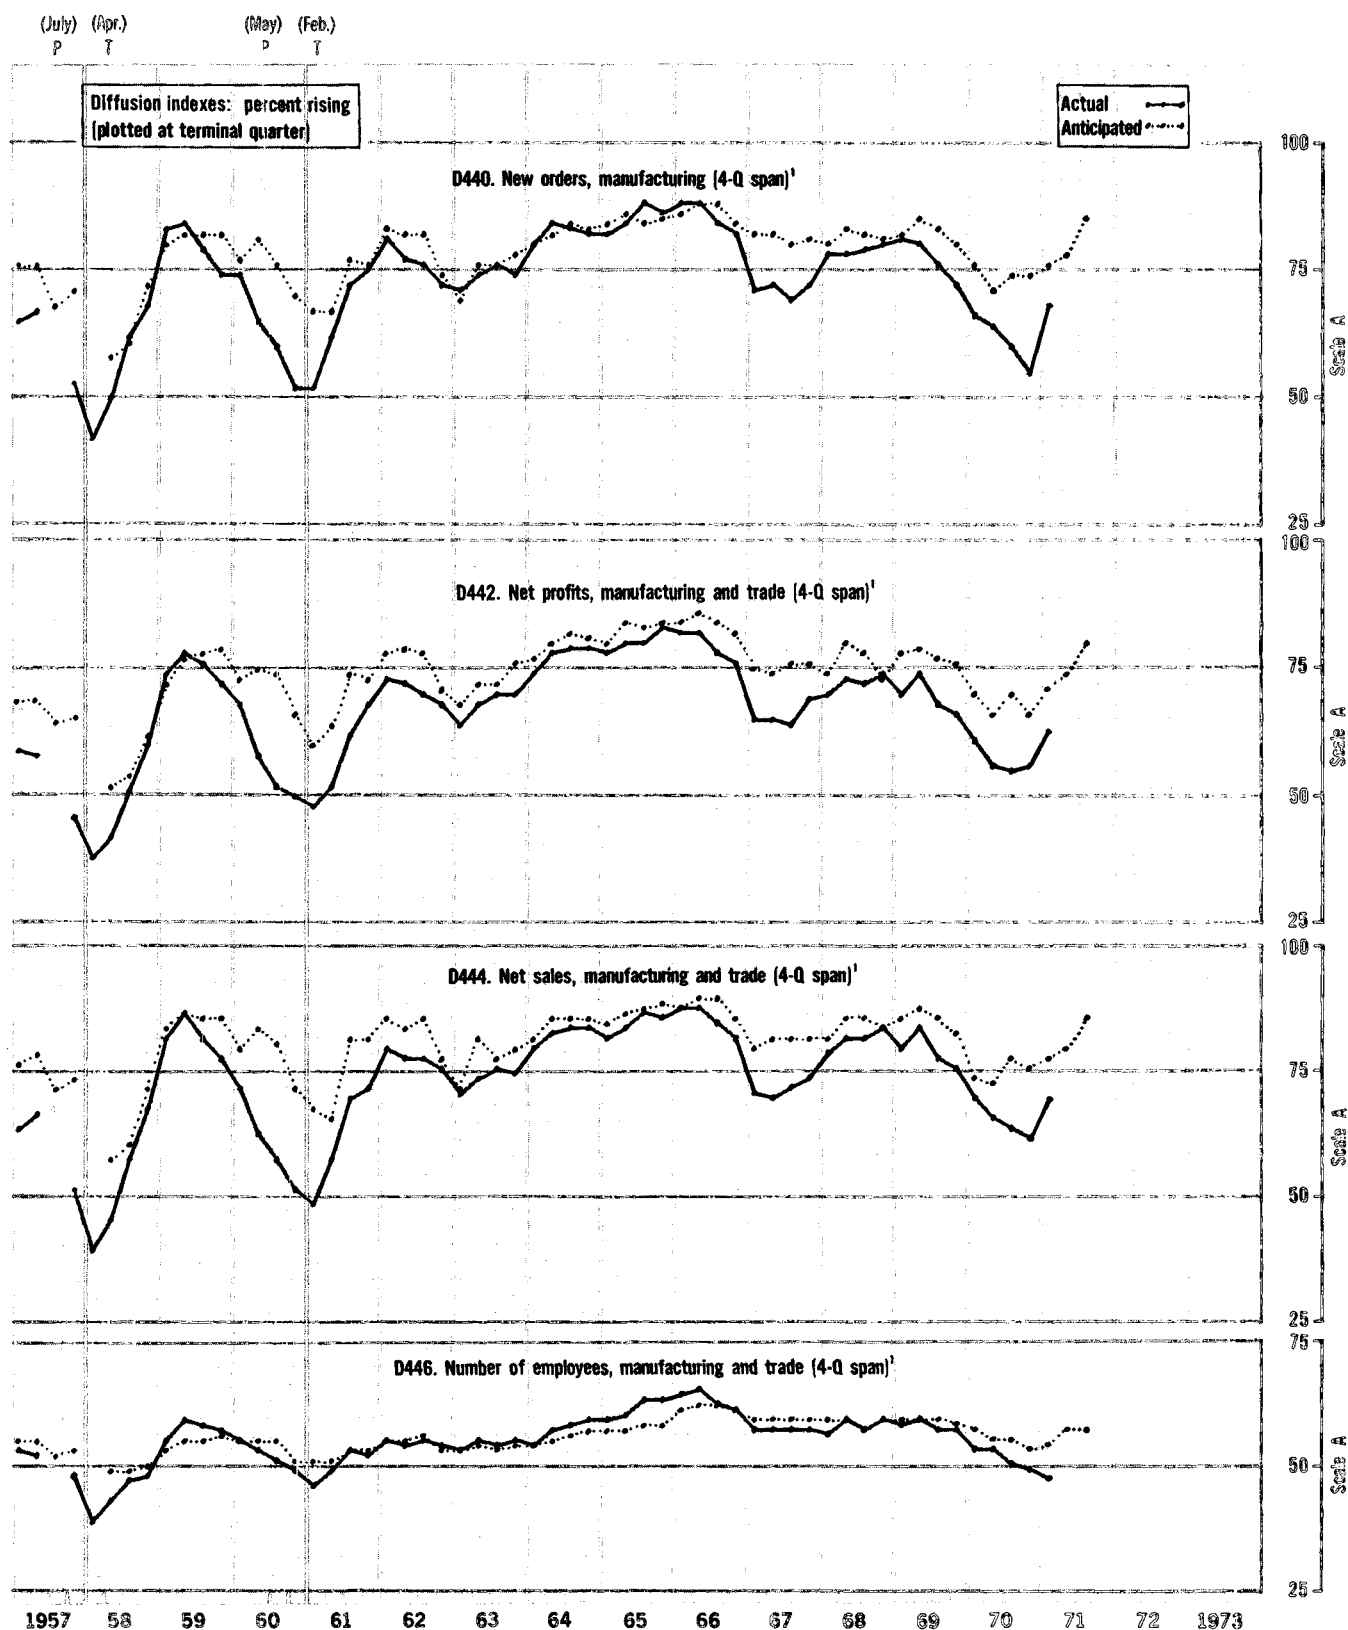 (July) (Apr.) (May) (Feb.)
P T P T
Diffusion indexes: percent rising
(plotted at terminal quarter)
Actual
Anticipated
100
D440. New orders, manufacturing (4-Q span)¹
75
Scale A
50
25
100
D442. Net profits, manufacturing and trade (4-Q span)¹
75
Scale A
50
25
100
D444. Net sales, manufacturing and trade (4-Q span)¹
75
Scale A
50
25
75
D446. Number of employees, manufacturing and trade (4-Q span)¹
50
Scale A
25
1957 58 59 60 61 62 63 64 65 66 67 68 69 70 71 72 1973